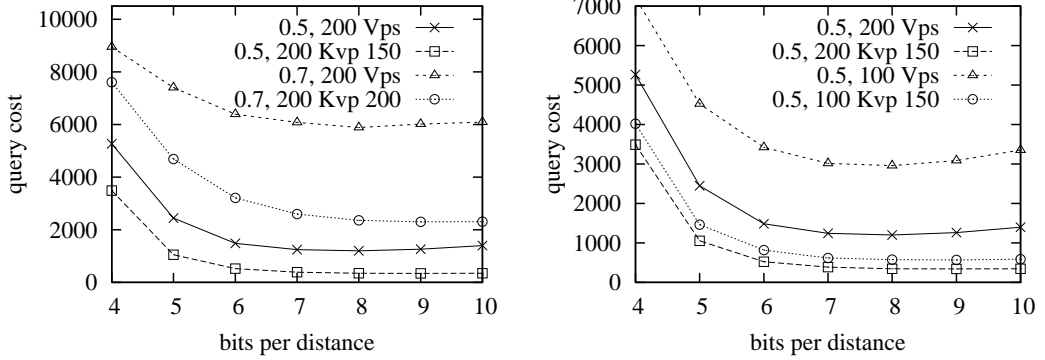 10000
8000
6000
4000
2000
0
query cost
0.5, 200 Vps
0.5, 200 Kvp 150
0.7, 200 Vps
0.7, 200 Kvp 200
4 5 6 7 8 9 10
bits per distance
7000
6000
5000
4000
3000
2000
1000
0
query cost
0.5, 200 Vps
0.5, 200 Kvp 150
0.5, 100 Vps
0.5, 100 Kvp 150
4 5 6 7 8 9 10
bits per distance